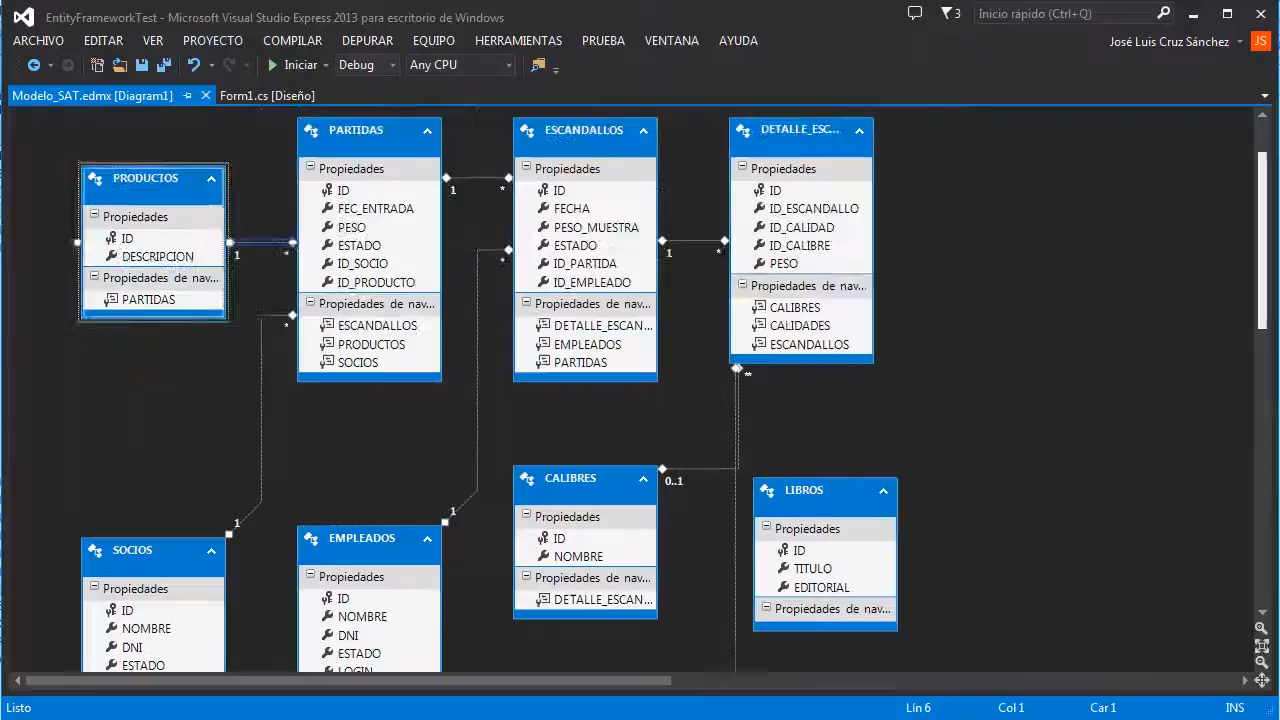 EntityFrameworkTest - Microsoft Visual Studio Express 2013 para escritorio de Windows
3
Inicio rápido (Ctrl+Q)
ARCHIVO EDITAR VER PROYECTO COMPILAR DEPURAR EQUIPO HERRAMIENTAS PRUEBA VENTANA AYUDA
José Luis Cruz Sánchez
JS
Iniciar Debug Any CPU
Modelo_SAT.edmx [Diagram1]
Form1.cs [Diseño]
PRODUCTOS
Propiedades
ID
DESCRIPCION
Propiedades de nav...
PARTIDAS
1
*
PARTIDAS
Propiedades
ID
FEC_ENTRADA
PESO
ESTADO
ID_SOCIO
ID_PRODUCTO
Propiedades de nav...
ESCANDALLOS
PRODUCTOS
SOCIOS
*
1
*
ESCANDALLOS
Propiedades
ID
FECHA
PESO_MUESTRA
ESTADO
ID_PARTIDA
ID_EMPLEADO
Propiedades de nav...
DETALLE_ESCAN...
EMPLEADOS
PARTIDAS
*
1
*
DETALLE_ESC...
Propiedades
ID
ID_ESCANDALLO
ID_CALIDAD
ID_CALIBRE
PESO
Propiedades de nav...
CALIBRES
CALIDADES
ESCANDALLOS
**
1
SOCIOS
Propiedades
ID
NOMBRE
DNI
ESTADO
1
EMPLEADOS
Propiedades
ID
NOMBRE
DNI
ESTADO
LOGIN
CALIBRES
Propiedades
ID
NOMBRE
Propiedades de nav...
DETALLE_ESCAN...
0..1
LIBROS
Propiedades
ID
TITULO
EDITORIAL
Propiedades de nav...
Listo
Lín 6 Col 1 Car 1 INS